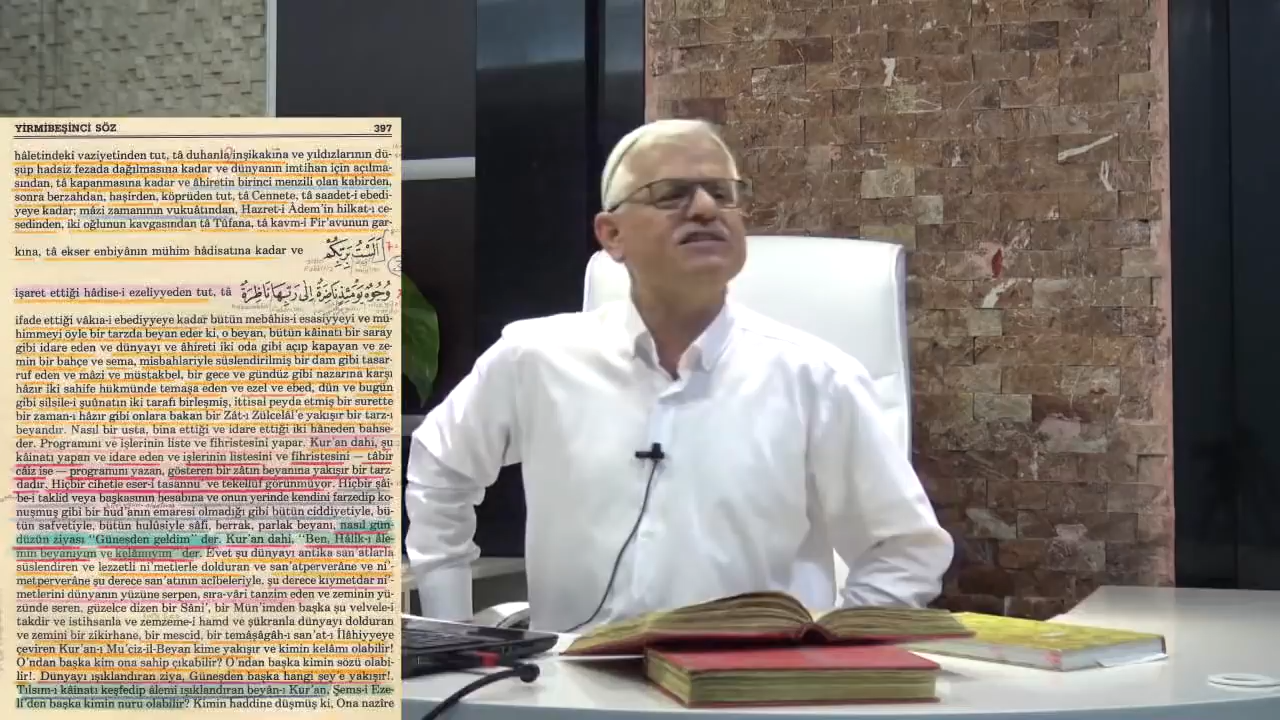 YİRMİBEŞİNCİ SÖZ 397
hâletindeki vaziyetinden tut, tâ duhanla inşikakına ve yıldızlarının dü-
şüp hadsiz fezada dağılmasına kadar ve dünyanın imtihan için açılma-
sından, tâ kapanmasına kadar ve âhiretin birinci menzili olan kabirden,
sonra berzahdan, haşirden, köprüden tut, tâ Cennete, tâ saadet-i ebedi-
yeye kadar; mâzi zamanının vukuâtından, Hazret-i Âdem'in hilkat-ı ce-
sedinden, iki oğlunun kavgasından tâ Tûfana, tâ kavm-i Fir'avunun gar-
kına, tâ ekser enbiyânın mühim hâdisatına kadar ve اَلَسْتُ بِرَبِّكُمْ
işaret ettiği hâdise-i ezeliyyeden tut, tâ وُجُوهٌ يَوْمَئِذٍ نَاضِرَةٌ اِلٰى رَبِّهَا نَاظِرَةٌ
ifade ettiği vâkıa-i ebediyyeye kadar bütün mebâhis-i esasiyyeyi ve mü-
himmeyi öyle bir tarzda beyan eder ki, o beyan, bütün kâinatı bir saray
gibi idare eden ve dünyayı ve âhireti iki oda gibi açıp kapayan ve ze-
min bir bahçe ve sema, misbahlariyle süslendirilmiş bir dam gibi tasar-
ruf eden ve mâzi ve müstakbel, bir gece ve gündüz gibi nazarına karşı
hâzır iki sahife hükmünde temaşa eden ve ezel ve ebed, dün ve bugün
gibi silsile-i şuûnatın iki tarafı birleşmiş, ittisal peyda etmiş bir surette
bir zaman-ı hâzır gibi onlara bakan bir Zât-ı Zülcelâl'e yakışır bir tarz-ı
beyandır. Nasıl bir usta, bina ettiği ve idare ettiği iki hâneden bahse-
der. Programını ve işlerinin liste ve fihristesini yapar. Kur'an dahi, şu
kâinatı yapan ve idare eden ve işlerinin listesini ve fihristesini — tâbir
câiz ise — programını yazan, gösteren bir zâtın beyanına yakışır bir tarz-
dadır. Hiçbir cihetle eser-i tasannu' ve tekellüf görünmüyor. Hiçbir şâi-
be-i taklid veya başkasının hesabına ve onun yerinde kendini farzedip ko-
nuşmuş gibi bir hud'anın emaresi olmadığı gibi bütün ciddiyetiyle, bü-
tün safvetiyle, bütün hulûsiyle sâfi, berrak, parlak beyanı, nasıl gün-
düzün ziyası "Güneşden geldim" der. Kur'an dahi, "Ben, Hâlik-ı âle-
min beyanıyım ve kelâmıyım" der. Evet şu dünyayı antika san'atlarla
süslendiren ve lezzetli ni'metlerle dolduran ve san'atperverâne ve ni'-
metperverâne şu derece san'atının acîbeleriyle, şu derece kıymetdar ni'-
metlerini dünyanın yüzüne serpen, sıra-vâri tanzim eden ve zeminin yü-
zünde seren, güzelce dizen bir Sâni', bir Mün'imden başka şu velvele-i
takdir ve istihsanla ve zemzeme-i hamd ve şükranla dünyayı dolduran
ve zemini bir zikirhane, bir mescid, bir temâşâgâh-ı san'at-ı İlâhiyyeye
çeviren Kur'an-ı Mu'ciz-il-Beyan kime yakışır ve kimin kelâmı olabilir!
O'ndan başka kim ona sahip çıkabilir? O'ndan başka kimin sözü olabi-
lir!. Dünyayı ışıklandıran ziya, Güneşden başka hangi şey'e yakışır!.
Tılsım-ı kâinatı keşfedip âlemi ışıklandıran beyân-ı Kur'an, Şems-i Eze-
lî'den başka kimin nuru olabilir? Kimin haddine düşmüş ki, Ona nazîre